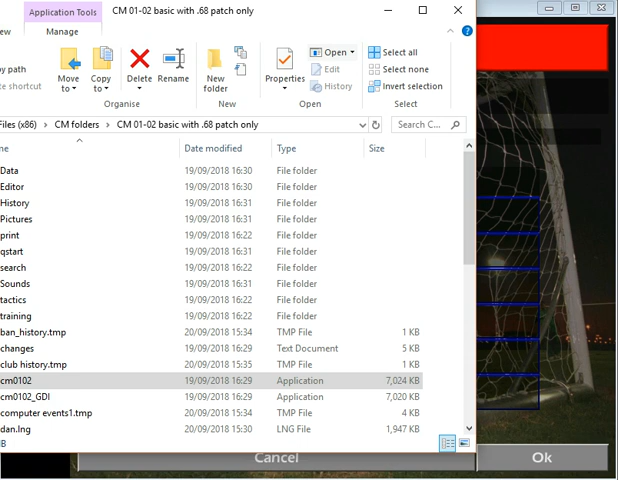 Application Tools CM 01-02 basic with .68 patch only
Manage
Move to
Copy to
Delete
Rename
New folder
Properties
Open
Edit
History
Select all
Select none
Invert selection
Organise
New
Open
Select
CM folders > CM 01-02 basic with .68 patch only Search C...
Date modified Type Size
Data 19/09/2018 16:30 File folder
Editor 19/09/2018 16:30 File folder
History 19/09/2018 16:31 File folder
Pictures 19/09/2018 16:31 File folder
print 19/09/2018 16:22 File folder
qstart 19/09/2018 16:31 File folder
search 19/09/2018 16:22 File folder
Sounds 19/09/2018 16:31 File folder
tactics 19/09/2018 16:22 File folder
training 19/09/2018 16:22 File folder
ban_history.tmp 20/09/2018 15:34 TMP File 1 KB
changes 19/09/2018 16:29 Text Document 5 KB
club history.tmp 20/09/2018 15:35 TMP File 1 KB
cm0102 19/09/2018 16:29 Application 7,024 KB
cm0102_GDI 19/09/2018 16:29 Application 7,020 KB
computer events1.tmp 20/09/2018 15:34 TMP File 4 KB
dan.lng 20/09/2018 15:30 LNG File 1,947 KB
Cancel Ok